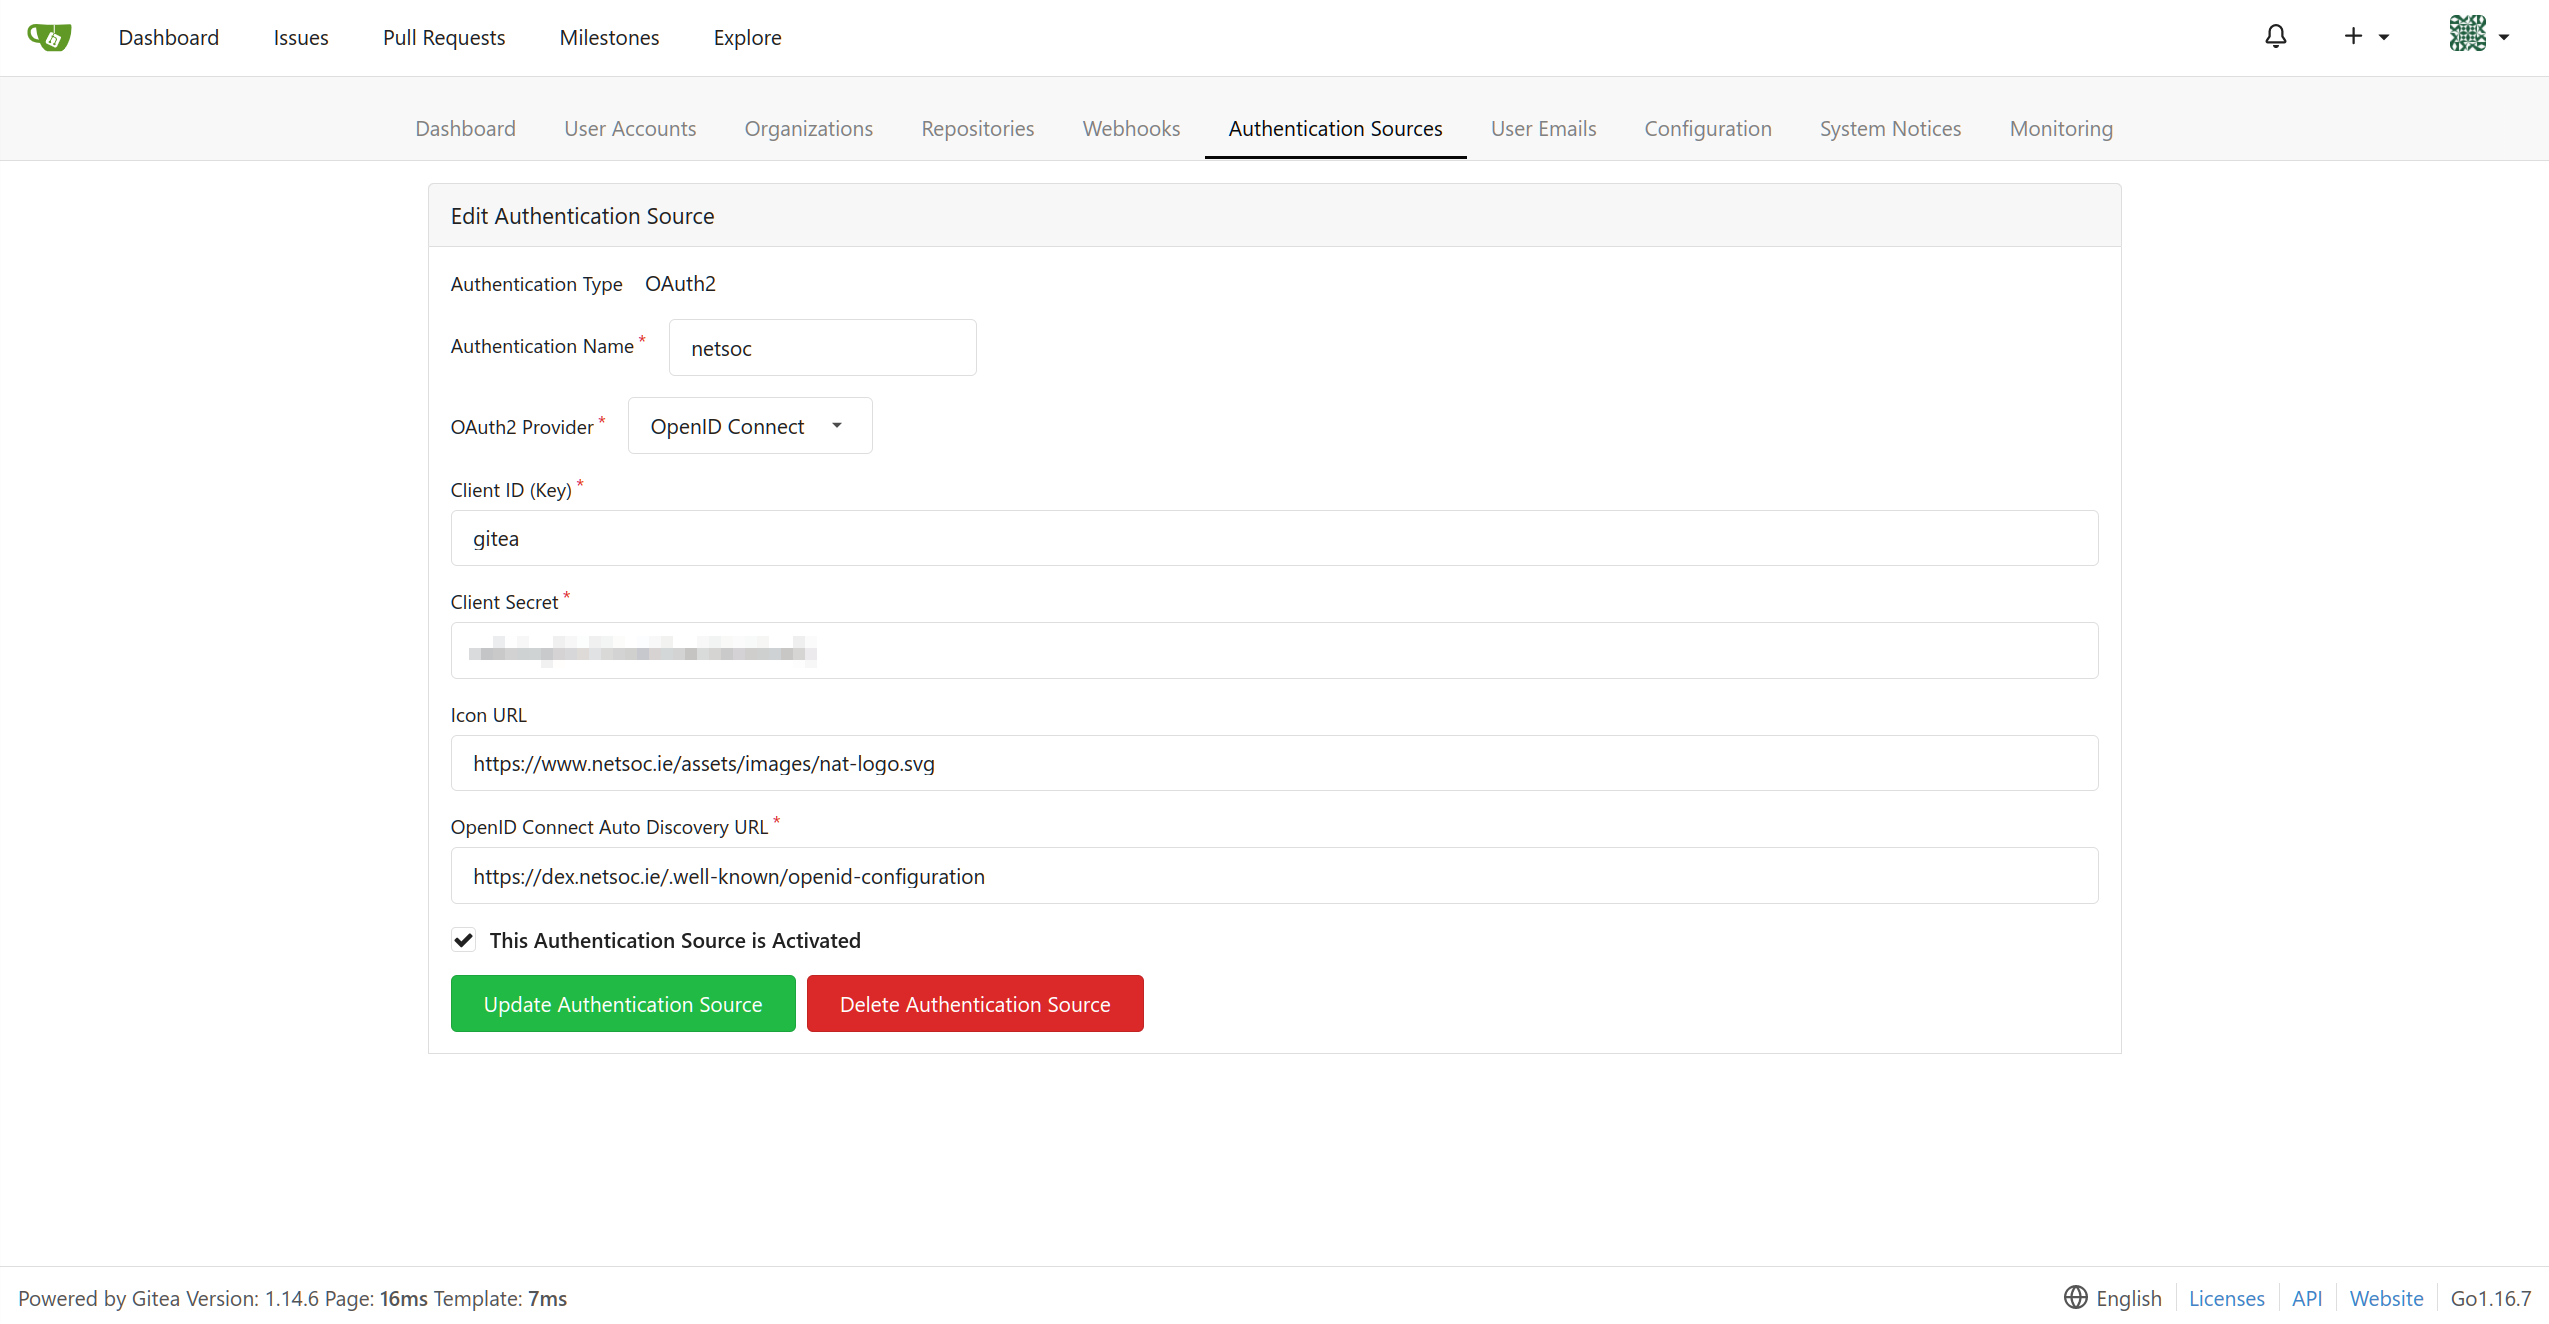 Dashboard Issues Pull Requests Milestones Explore
Dashboard User Accounts Organizations Repositories Webhooks Authentication Sources User Emails Configuration System Notices Monitoring
Edit Authentication Source
Authentication Type OAuth2
Authentication Name * netsoc
OAuth2 Provider * OpenID Connect
Client ID (Key) *
gitea
Client Secret *
Icon URL
https://www.netsoc.ie/assets/images/nat-logo.svg
OpenID Connect Auto Discovery URL *
https://dex.netsoc.ie/.well-known/openid-configuration
This Authentication Source is Activated
Update Authentication Source Delete Authentication Source
Powered by Gitea Version: 1.14.6 Page: 16ms Template: 7ms English Licenses API Website Go1.16.7